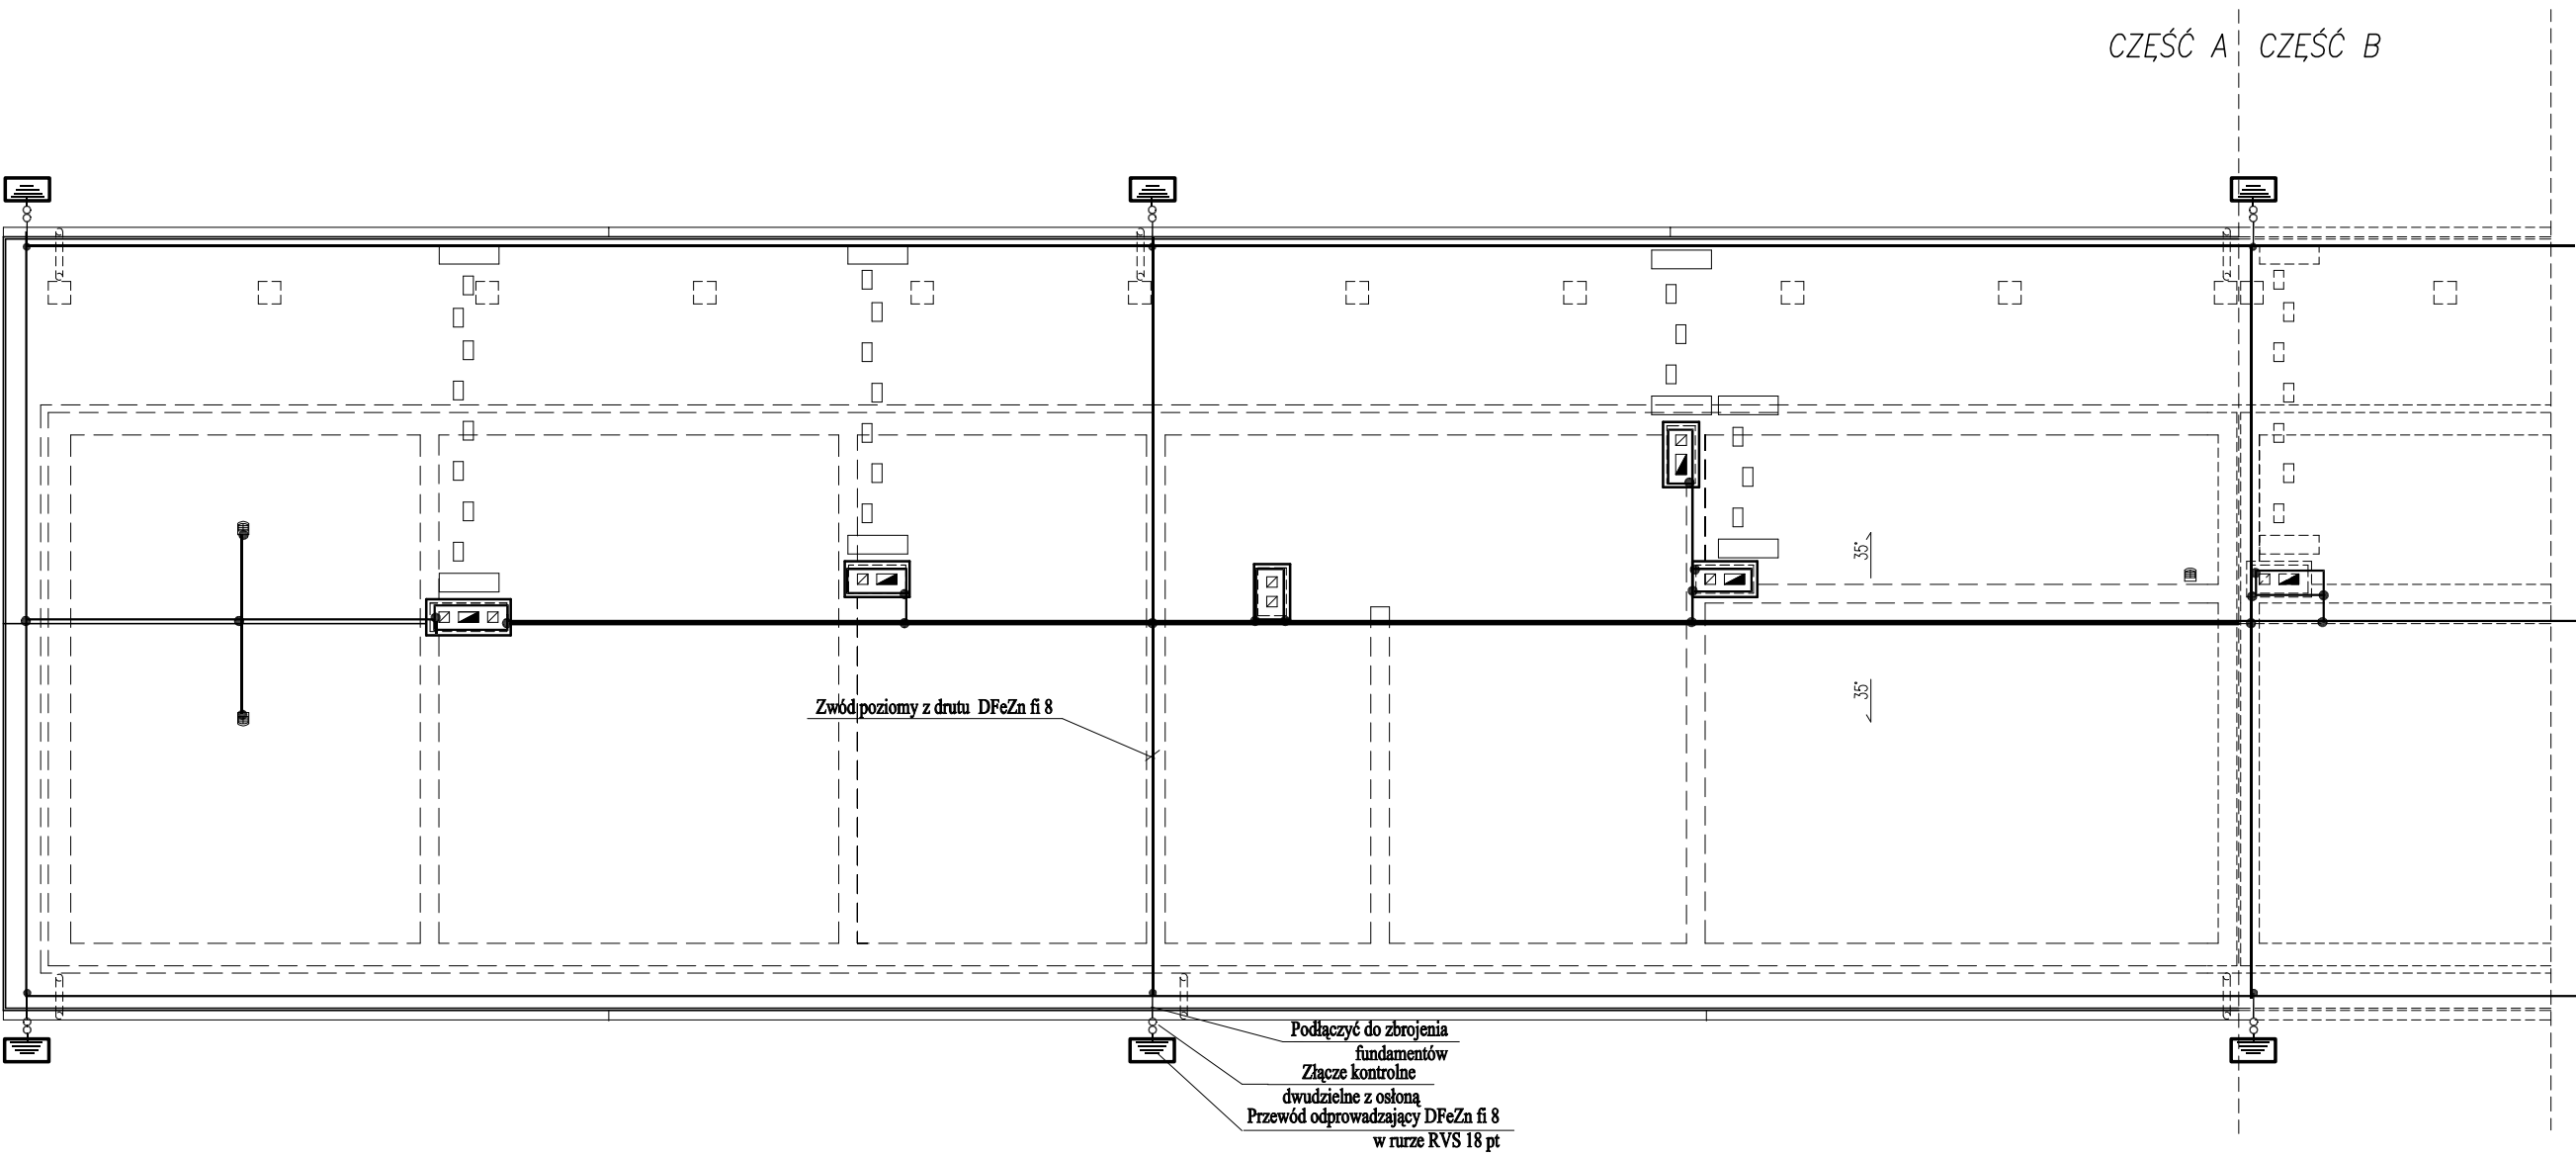 CZĘŚĆ A
CZĘŚĆ B
35°
35°
Zwód poziomy z drutu DFeZn fi 8
Podłączyć do zbrojenia
fundamentów
Złącze kontrolne
dwudzielne z osłoną
Przewód odprowadzający DFeZn fi 8
w rurze RVS 18 pt